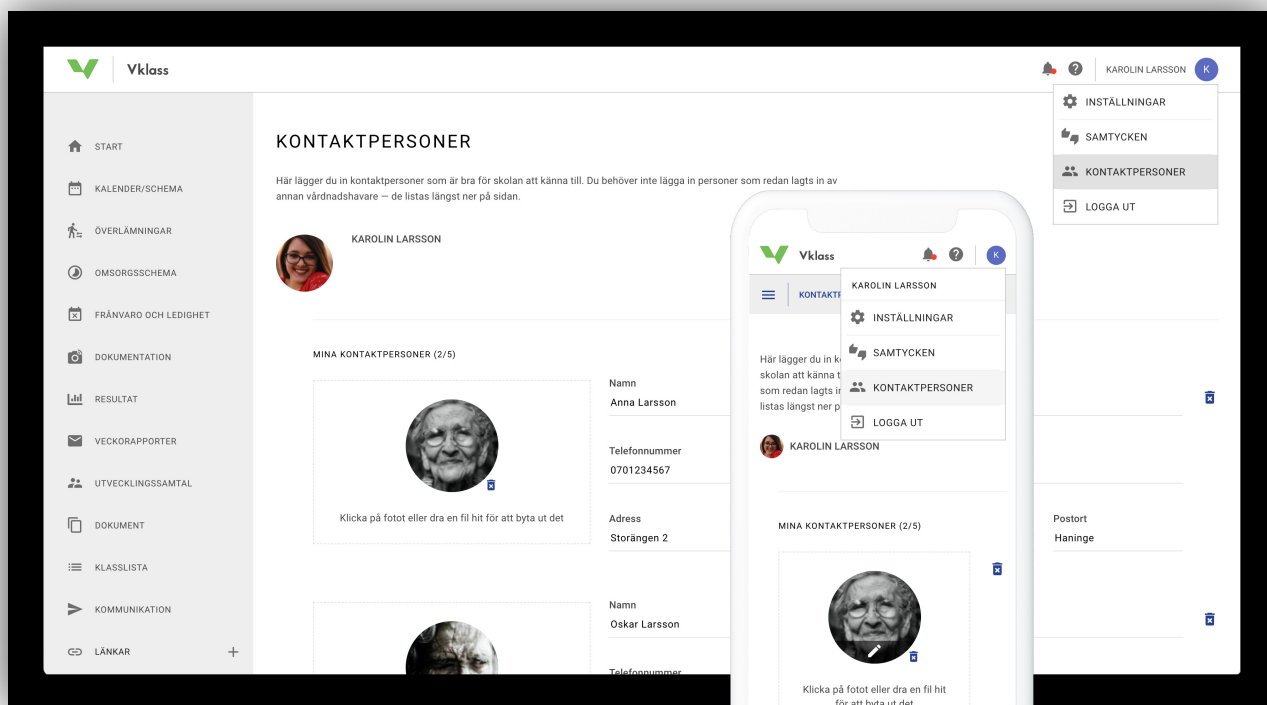 Vklass
KAROLIN LARSSON
K
INSTÄLLNINGAR
SAMTYCKEN
KONTAKTPERSONER
LOGGA UT
START
KALENDER/SCHEMA
ÖVERLÄMNINGAR
OMSORGSSCHEMA
FRÅNVARO OCH LEDIGHET
DOKUMENTATION
RESULTAT
VECKORAPPORTER
UTVECKLINGSSAMTAL
DOKUMENT
KLASSLISTA
KOMMUNIKATION
LÄNKAR
KONTAKTPERSONER
Här lägger du in kontaktpersoner som är bra för skolan att känna till. Du behöver inte lägga in personer som redan lagts in av
annan vårdnadshavare — de listas längst ner på sidan.
KAROLIN LARSSON
MINA KONTAKTPERSONER (2/5)
Klicka på fotot eller dra en fil hit för att byta ut det
Namn
Anna Larsson
Telefonnummer
0701234567
Adress
Storängen 2
Postort
Haninge
Namn
Oskar Larsson
Telefonnummer
Vklass
K
KONTAKTP
KAROLIN LARSSON
INSTÄLLNINGAR
SAMTYCKEN
KONTAKTPERSONER
LOGGA UT
Här lägger du in k
skolan att känna t
som redan lagts i
listas längst ner p
KAROLIN LARSSON
MINA KONTAKTPERSONER (2/5)
Klicka på fotot eller dra en fil hit
för att byta ut det